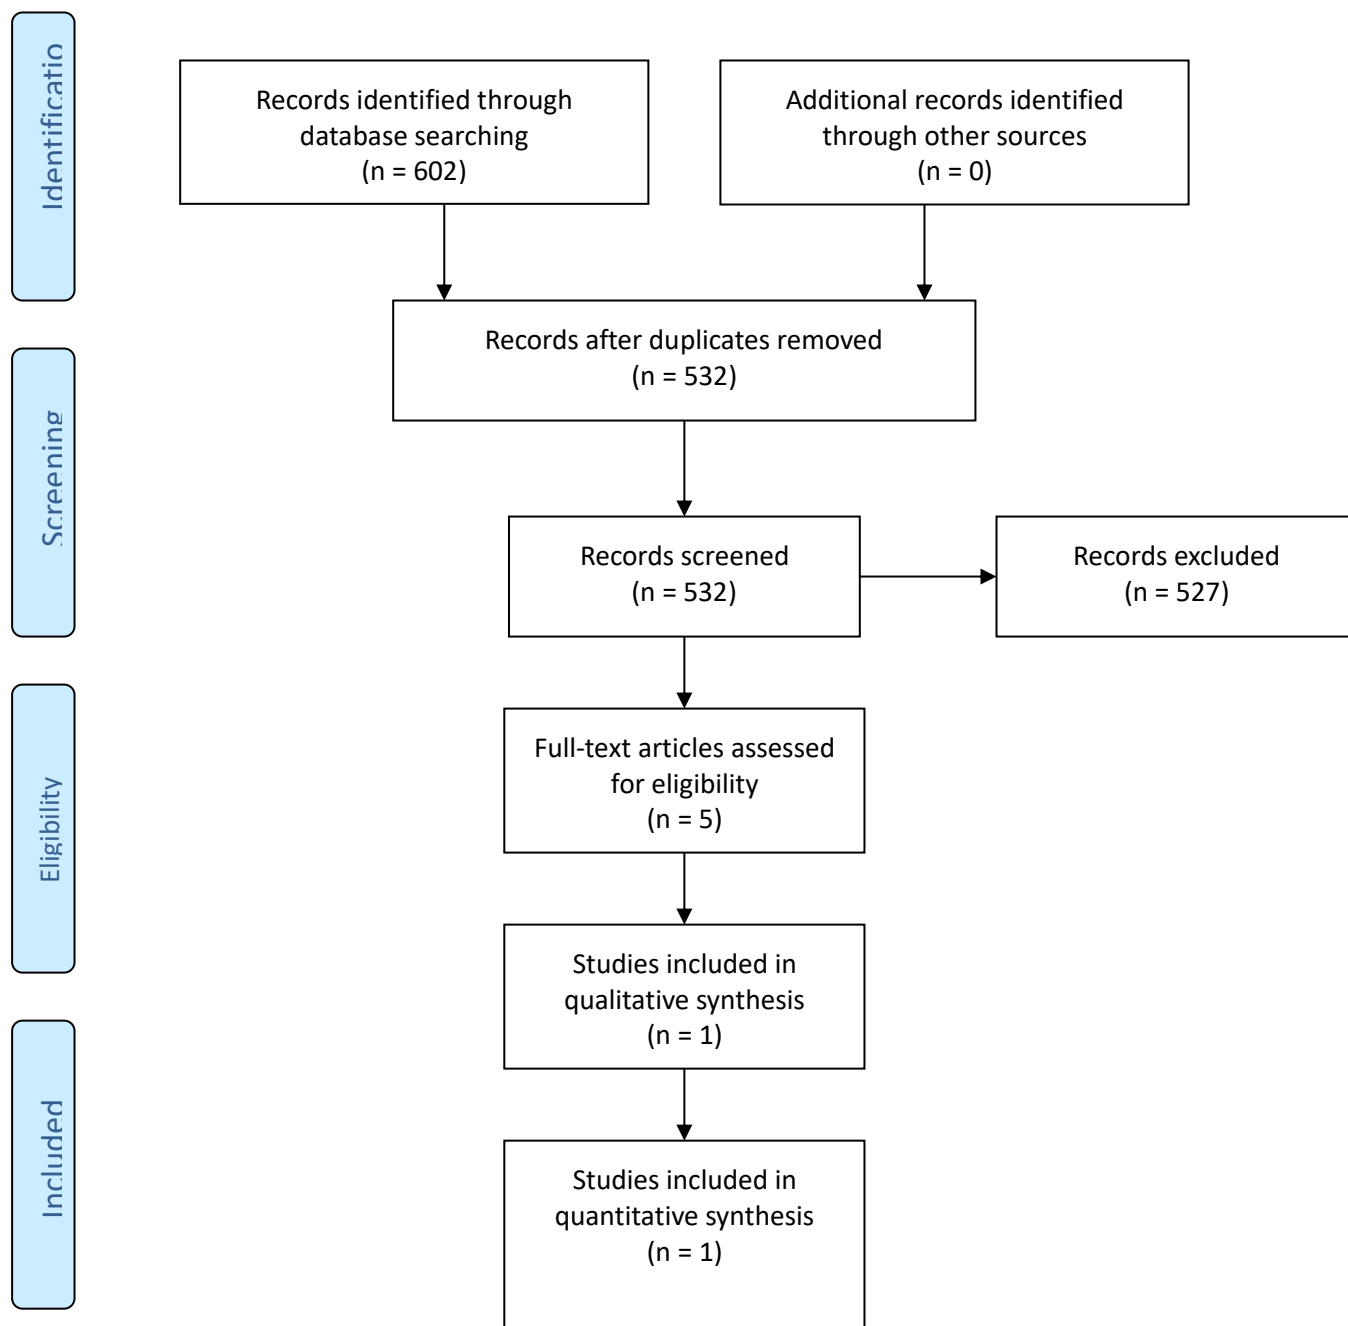 Identificatio
Records identified through
database searching
(n = 602)
Additional records identified
through other sources
(n = 0)
Records after duplicates removed
(n = 532)
Screening
Records screened
(n = 532)
Records excluded
(n = 527)
Eligibility
Full-text articles assessed
for eligibility
(n = 5)
Studies included in
qualitative synthesis
(n = 1)
Included
Studies included in
quantitative synthesis
(n = 1)